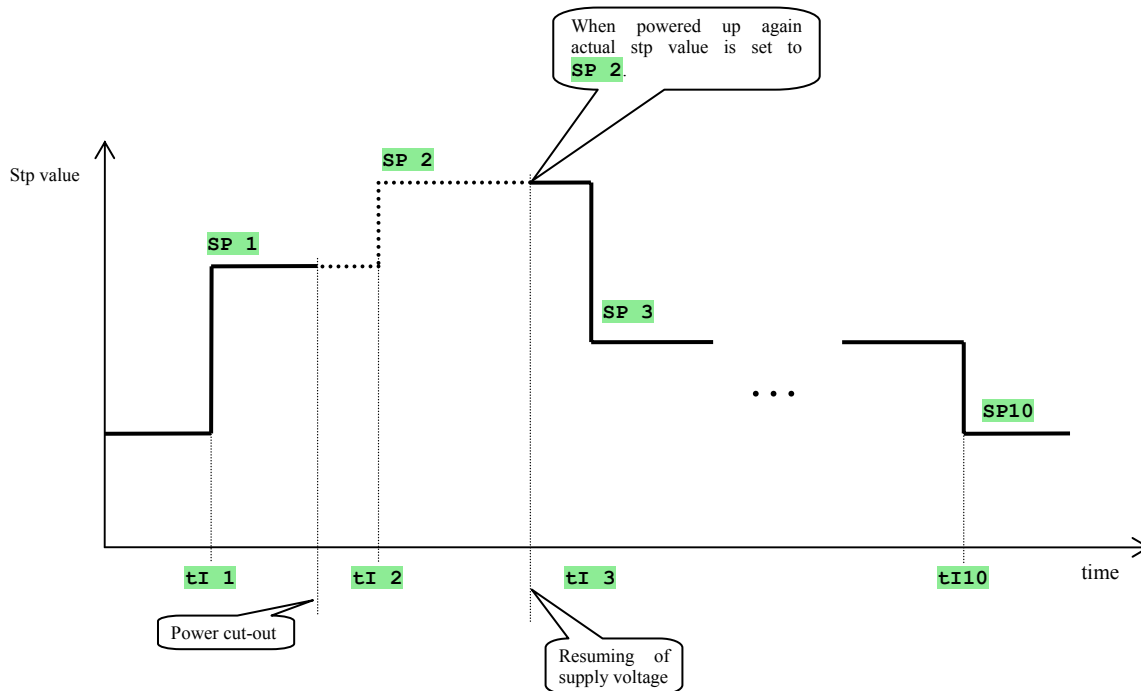 When powered up again
actual stp value is set to
SP 2.
SP 2
Stp value
SP 1
SP 3
. . .
SP10
tI 1
tI 2
tI 3
tI10
time
Power cut-out
Resuming of
supply voltage